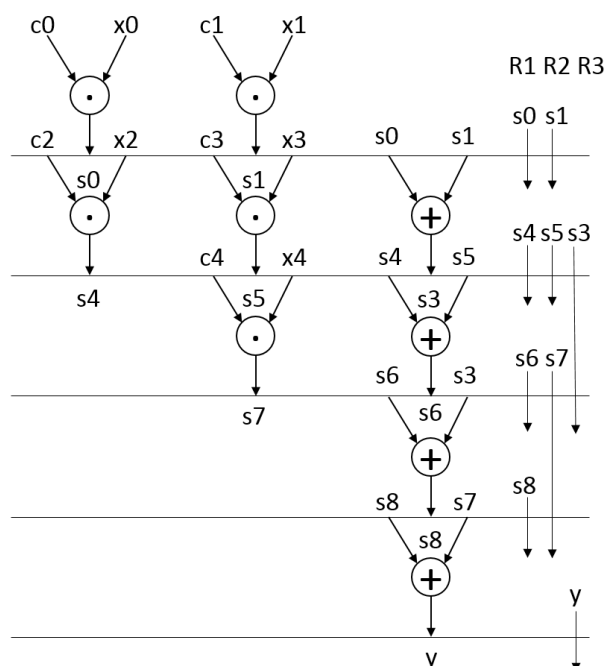 c0 x0 c1 x1
R1 R2 R3
s0 s1
c2 x2 c3 x3 s0 s1
s0 s1
+
s4 s5 s3
c4 x4 s4 s5
s4 s5 s3
+
s6 s7
s6 s3
s7 s6
+
s8
s8 s7
s8
+
y
y